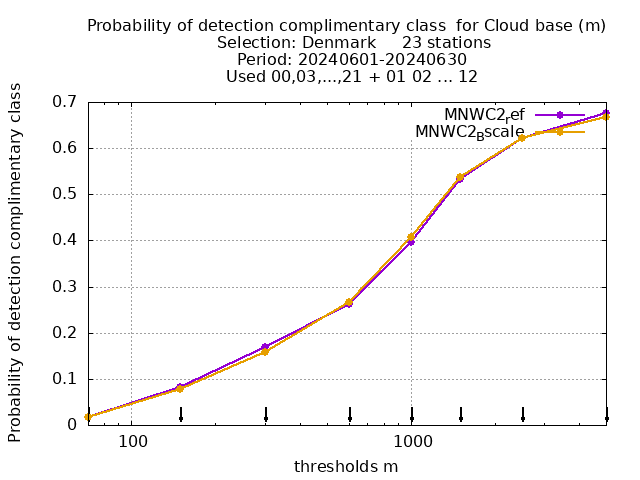 Probability of detection complimentary class  for Cloud base (m)
Selection: Denmark     23 stations
Period: 20240601-20240630
Used 00,03,...,21 + 01 02 ... 12
Probability of detection complimentary class
0.7
0.6
0.5
0.4
0.3
0.2
0.1
0
MNWC2ref
MNWC2Bscale
100
1000
thresholds m